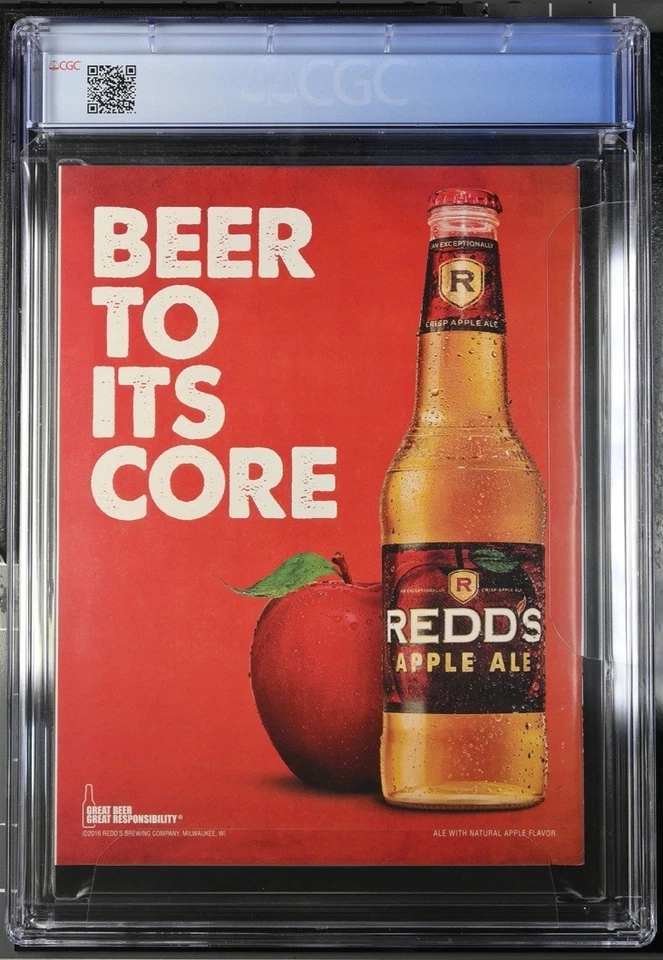 CGC
CGC
BEER
TO
ITS
CORE
AN EXCEPTIONALLY
R
CRISP APPLE ALE
AN EXCEPTIONALLY R CRISP APPLE ALE
REDD'S
APPLE ALE
GREAT BEER
GREAT RESPONSIBILITY®
©2016 REDD'S BREWING COMPANY, MILWAUKEE, WI
ALE WITH NATURAL APPLE FLAVOR